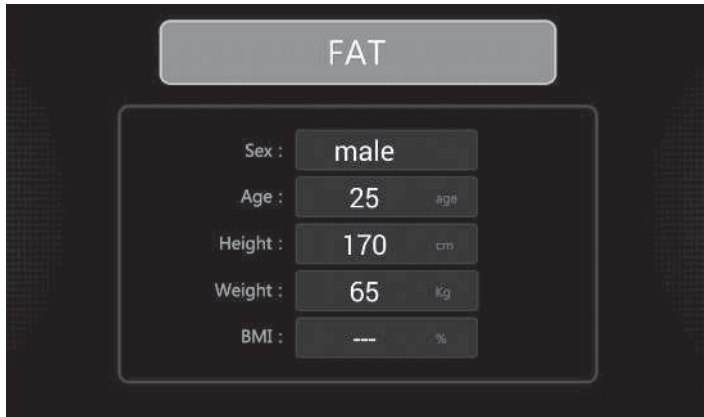 FAT
Sex : male
Age : 25 age
Height : 170 cm
Weight : 65 Kg
BMI : --- %